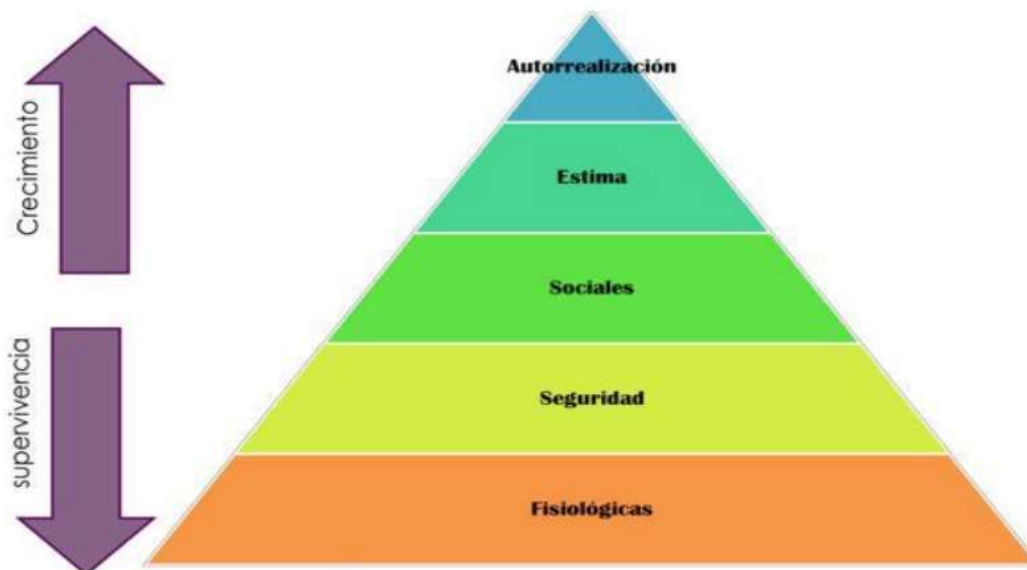 Crecimiento
supervivencia
Autorrealización
Estima
Sociales
Seguridad
Fisiológicas